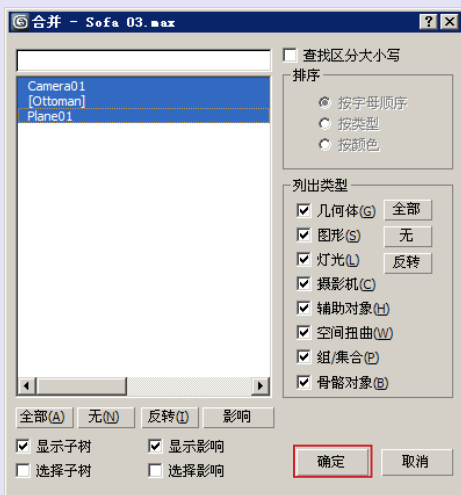 合并 - Sofa 03.max
查找区分大小写
Camera01
[Ottoman]
Plane01
排序
按字母顺序
按类型
按颜色
列出类型
几何体(G) 全部
图形(S) 无
灯光(L) 反转
摄影机(C)
辅助对象(H)
空间扭曲(W)
组/集合(P)
骨骼对象(B)
全部(A) 无(N) 反转(I) 影响
显示子树 显示影响
选择子树 选择影响
确定 取消